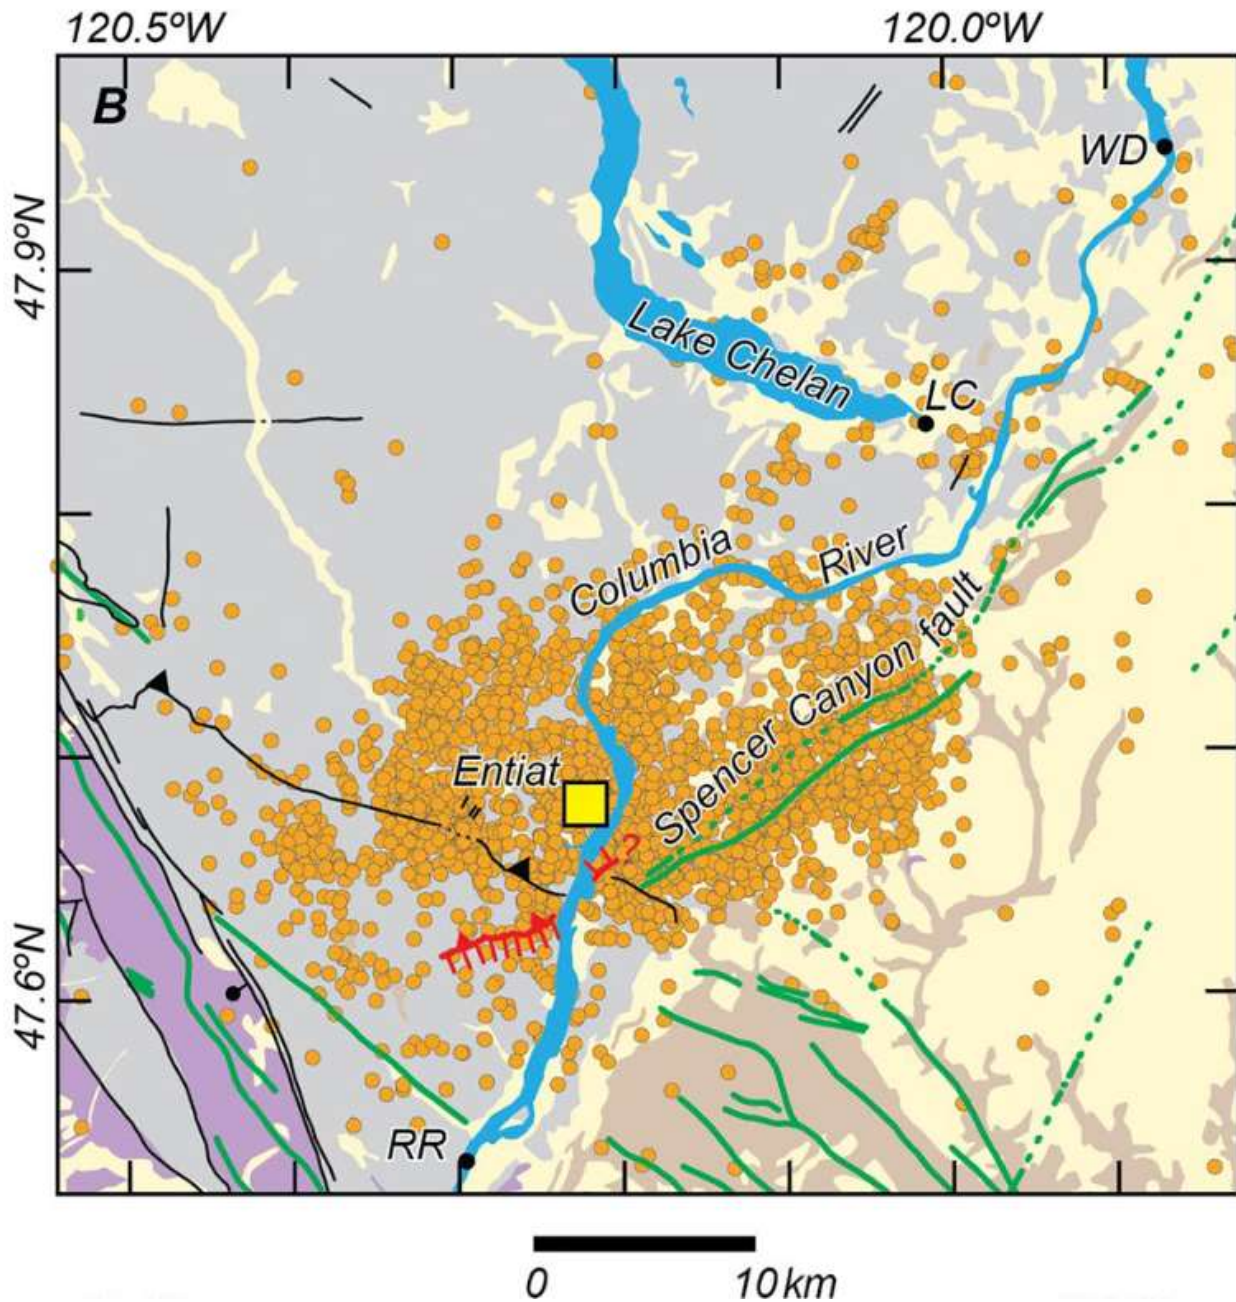 120.5°W
120.0°W
B
WD
47.9°N
Lake Chelan
LC
Columbia River
Spencer Canyon fault
Entiat
?
47.6°N
RR
0 10 km